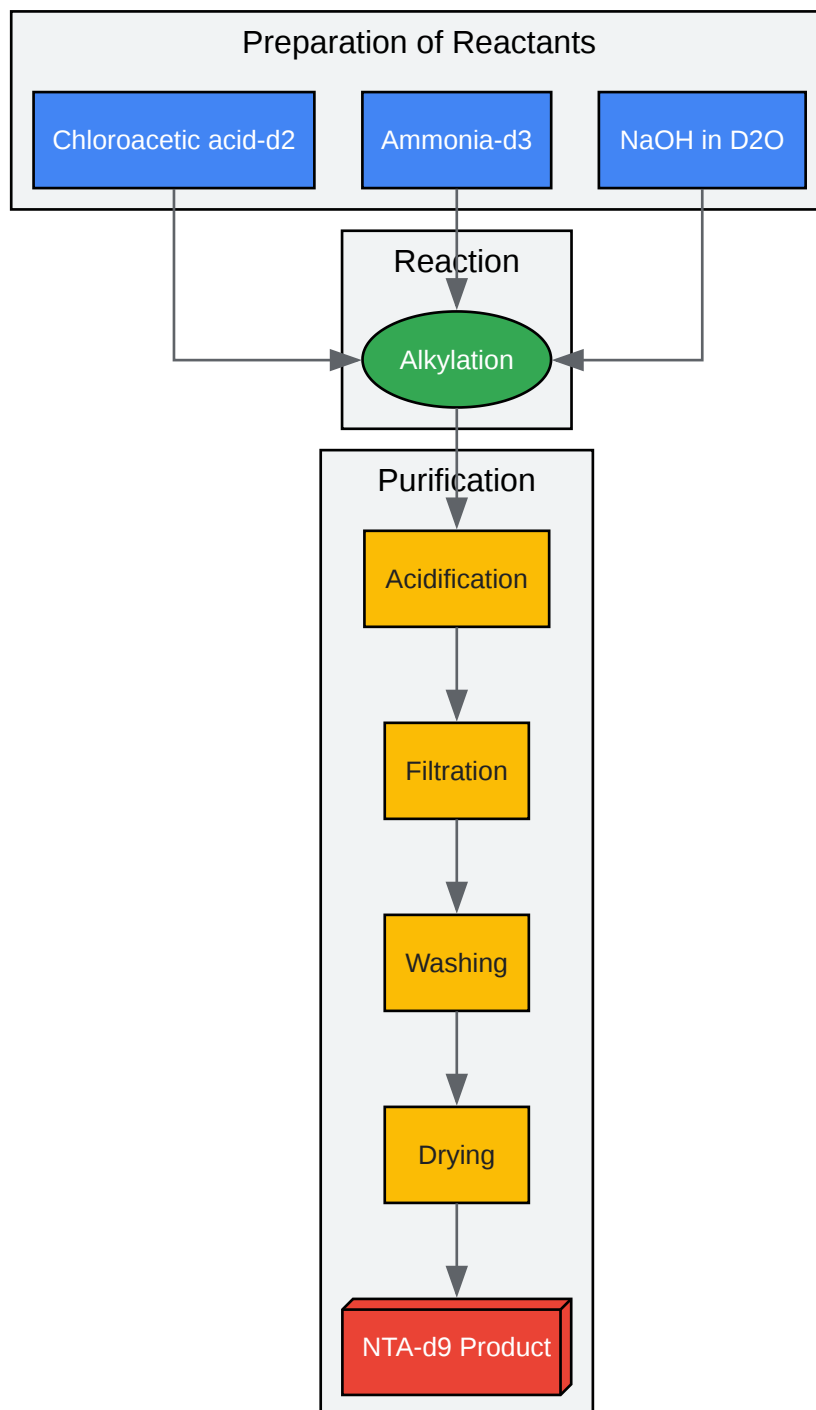 Preparation of Reactants
Chloroacetic acid-d2
Ammonia-d3
NaOH in D2O
Reaction
Alkylation
Purification
Acidification
Filtration
Washing
Drying
NTA-d9 Product